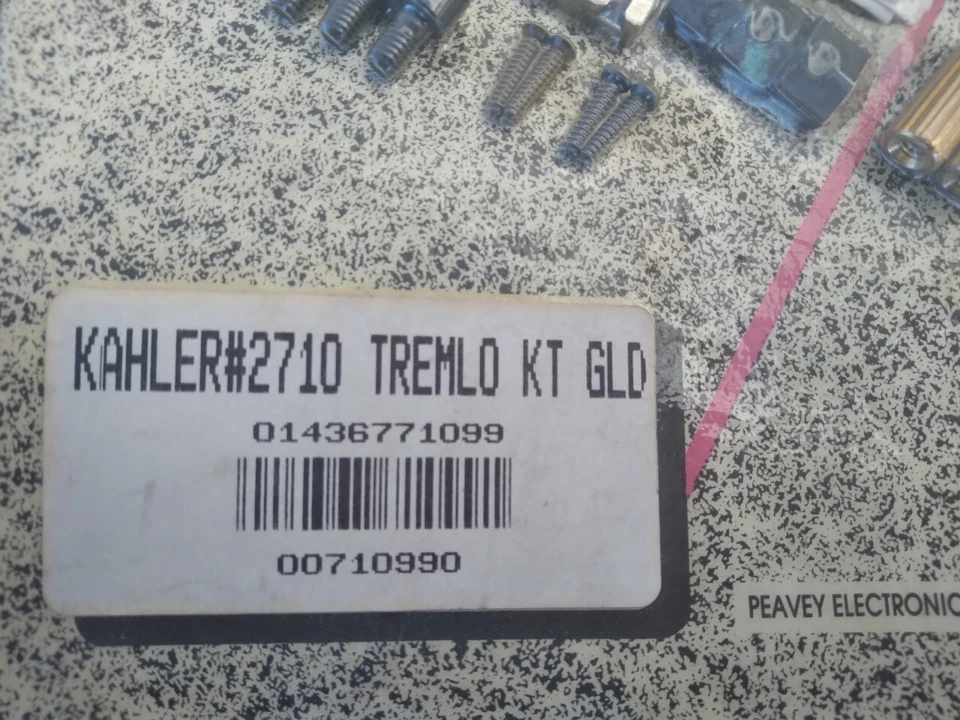 KAHLER#2710 TREMLO KT GLD
01436771099
00710990
PEAVEY ELECTRONIC